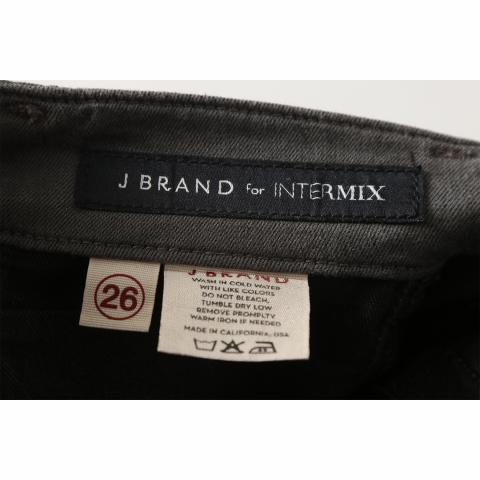 J BRAND for INTERMIX
26
J BRAND
WASH IN COLD WATER
WITH LIKE COLORS
DO NOT BLEACH,
TUMBLE DRY LOW
REMOVE PROMPTLY
WARM IRON IF NEEDED
MADE IN CALIFORNIA, USA